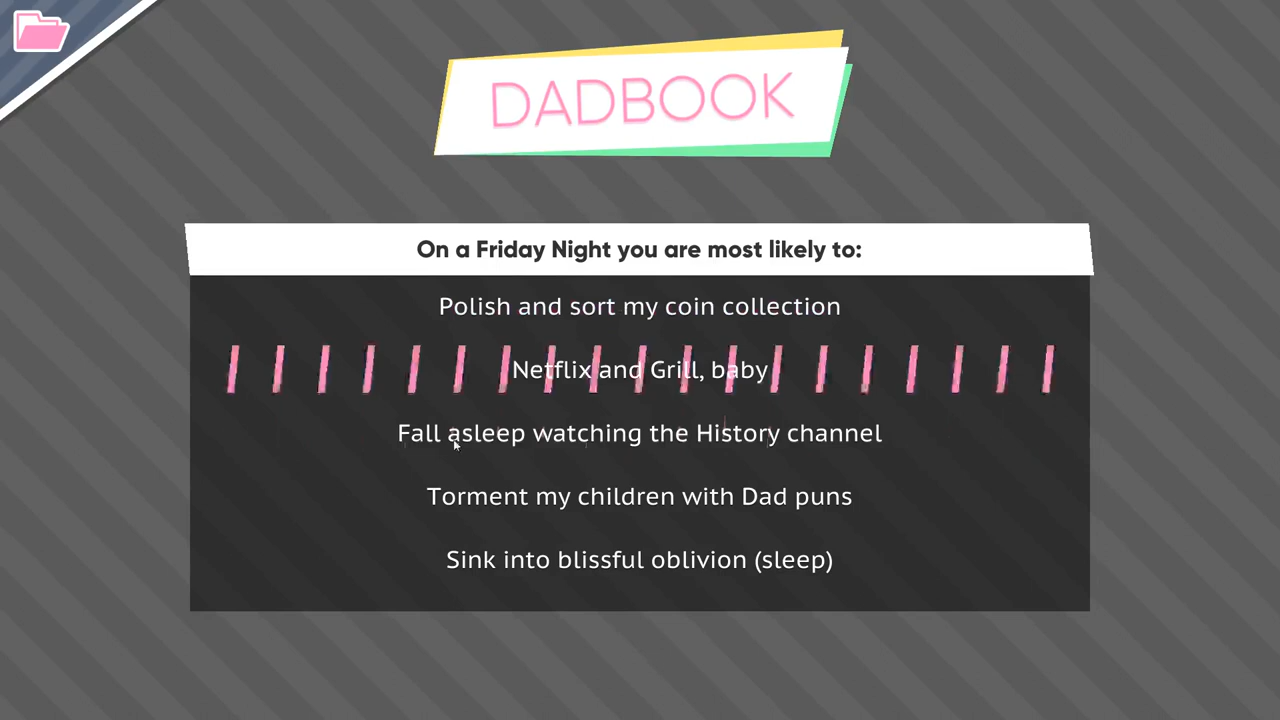 DADBOOK
On a Friday Night you are most likely to:
Polish and sort my coin collection
Netflix and Grill, baby
Fall asleep watching the History channel
Torment my children with Dad puns
Sink into blissful oblivion (sleep)